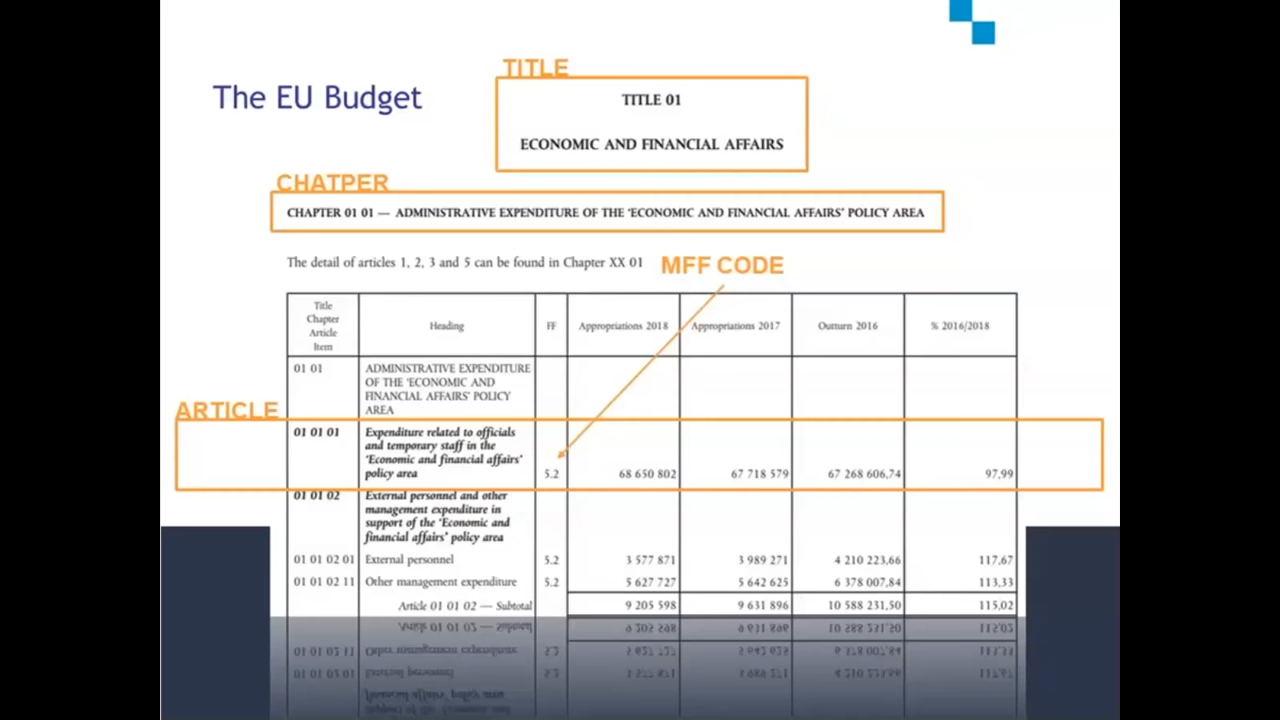 The EU Budget
TITLE
TITLE 01
ECONOMIC AND FINANCIAL AFFAIRS
CHATPER
CHAPTER 01 01 — ADMINISTRATIVE EXPENDITURE OF THE ‘ECONOMIC AND FINANCIAL AFFAIRS’ POLICY AREA
The detail of articles 1, 2, 3 and 5 can be found in Chapter XX 01
MFF CODE
Title
Chapter
Article
Item
Heading
FF
Appropriations 2018
Appropriations 2017
Outturn 2016
% 2016/2018
01 01
ADMINISTRATIVE EXPENDITURE
OF THE ‘ECONOMIC AND
FINANCIAL AFFAIRS’ POLICY
AREA
ARTICLE
01 01 01
Expenditure related to officials
and temporary staff in the
‘Economic and financial affairs’
policy area 5.2 68 650 802 67 718 579 67 268 606,74 97,99
01 01 02
External personnel and other
management expenditure in
support of the ‘Economic and
financial affairs’ policy area
01 01 02 01 External personnel 5.2 3 577 871 3 989 271 4 210 223,66 117,67
01 01 02 11 Other management expenditure 5.2 5 627 727 5 642 625 6 378 007,84 113,33
Article 01 01 02 — Subtotal 9 205 598 9 631 896 10 588 231,50 115,02